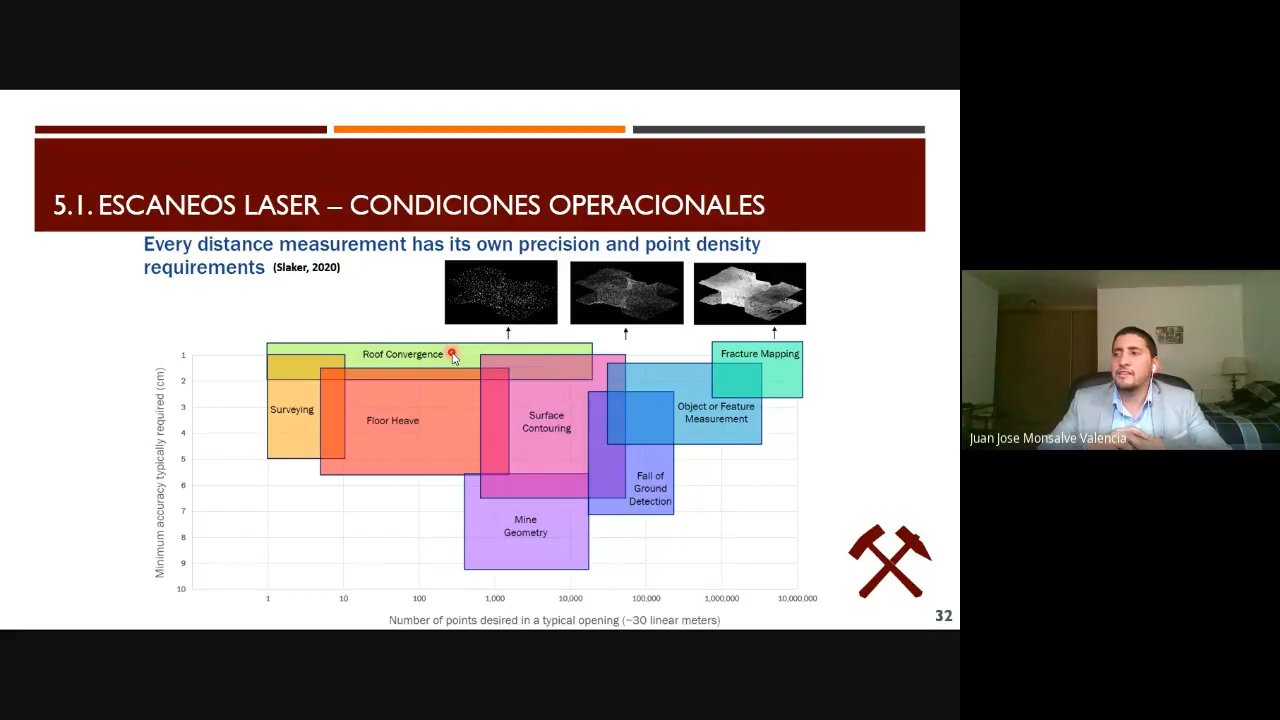 5.1. ESCANEOS LASER – CONDICIONES OPERACIONALES
Every distance measurement has its own precision and point density
requirements (Slaker, 2020)
Roof Convergence
Fracture Mapping
Surveying
Floor Heave
Surface
Contouring
Object or Feature
Measurement
Fall of
Ground
Detection
Mine
Geometry
Minimum accuracy typically required (cm)
1
2
3
4
5
6
7
8
9
10
1 10 100 1,000 10,000 100,000 1,000,000 10,000,000
Number of points desired in a typical opening (~30 linear meters)
32
Juan Jose Monsalve Valencia